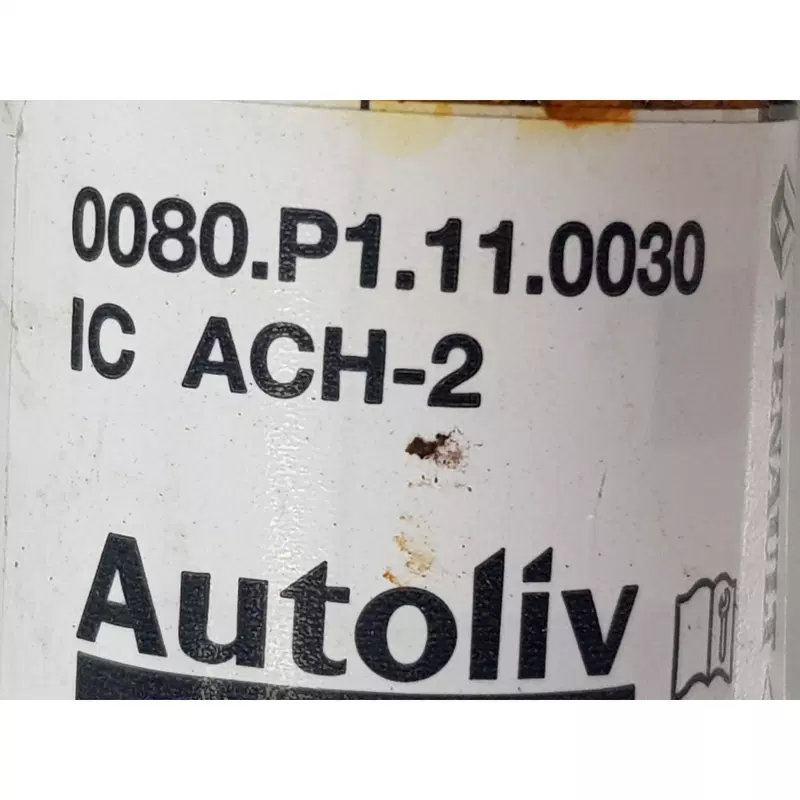 0080.P1.11.0030
IC ACH-2
Autoliv
RENAULT